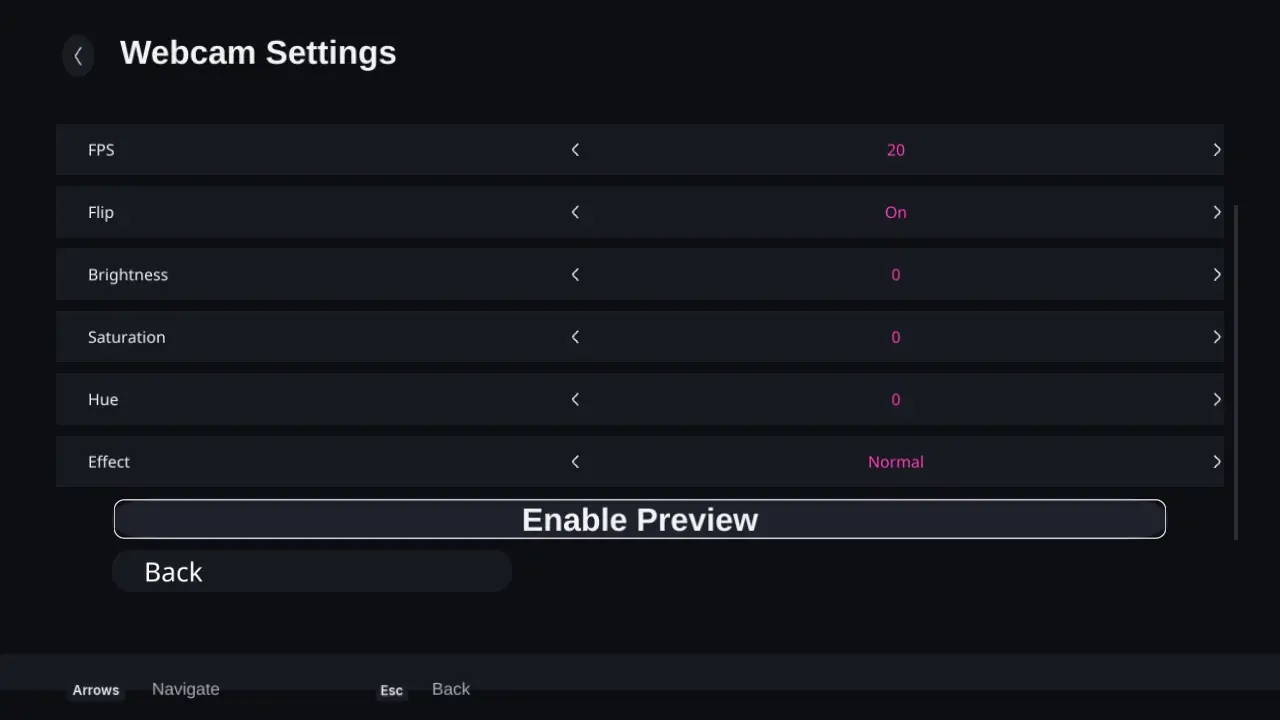 Webcam Settings
FPS 20
Flip On
Brightness 0
Saturation 0
Hue 0
Effect Normal
Enable Preview
Back
Arrows Navigate Esc Back